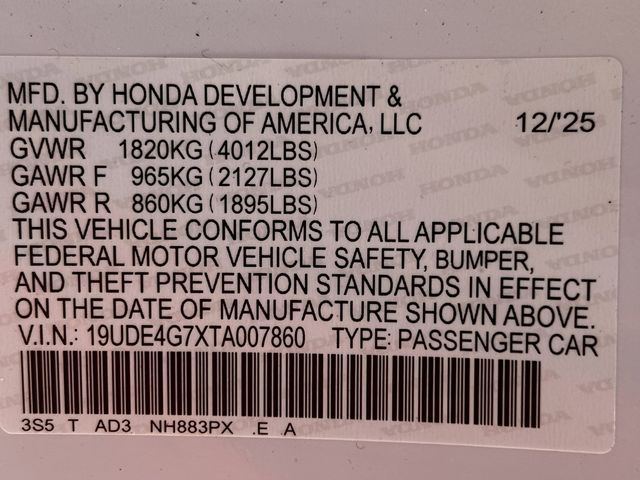 MFD. BY HONDA DEVELOPMENT &
MANUFACTURING OF AMERICA, LLC 12/'25
GVWR 1820KG (4012LBS)
GAWR F 965KG (2127LBS)
GAWR R 860KG (1895LBS)
THIS VEHICLE CONFORMS TO ALL APPLICABLE
FEDERAL MOTOR VEHICLE SAFETY, BUMPER,
AND THEFT PREVENTION STANDARDS IN EFFECT
ON THE DATE OF MANUFACTURE SHOWN ABOVE.
V.I.N.: 19UDE4G7XTA007860 TYPE: PASSENGER CAR
3S5 T AD3 NH883PX .E A